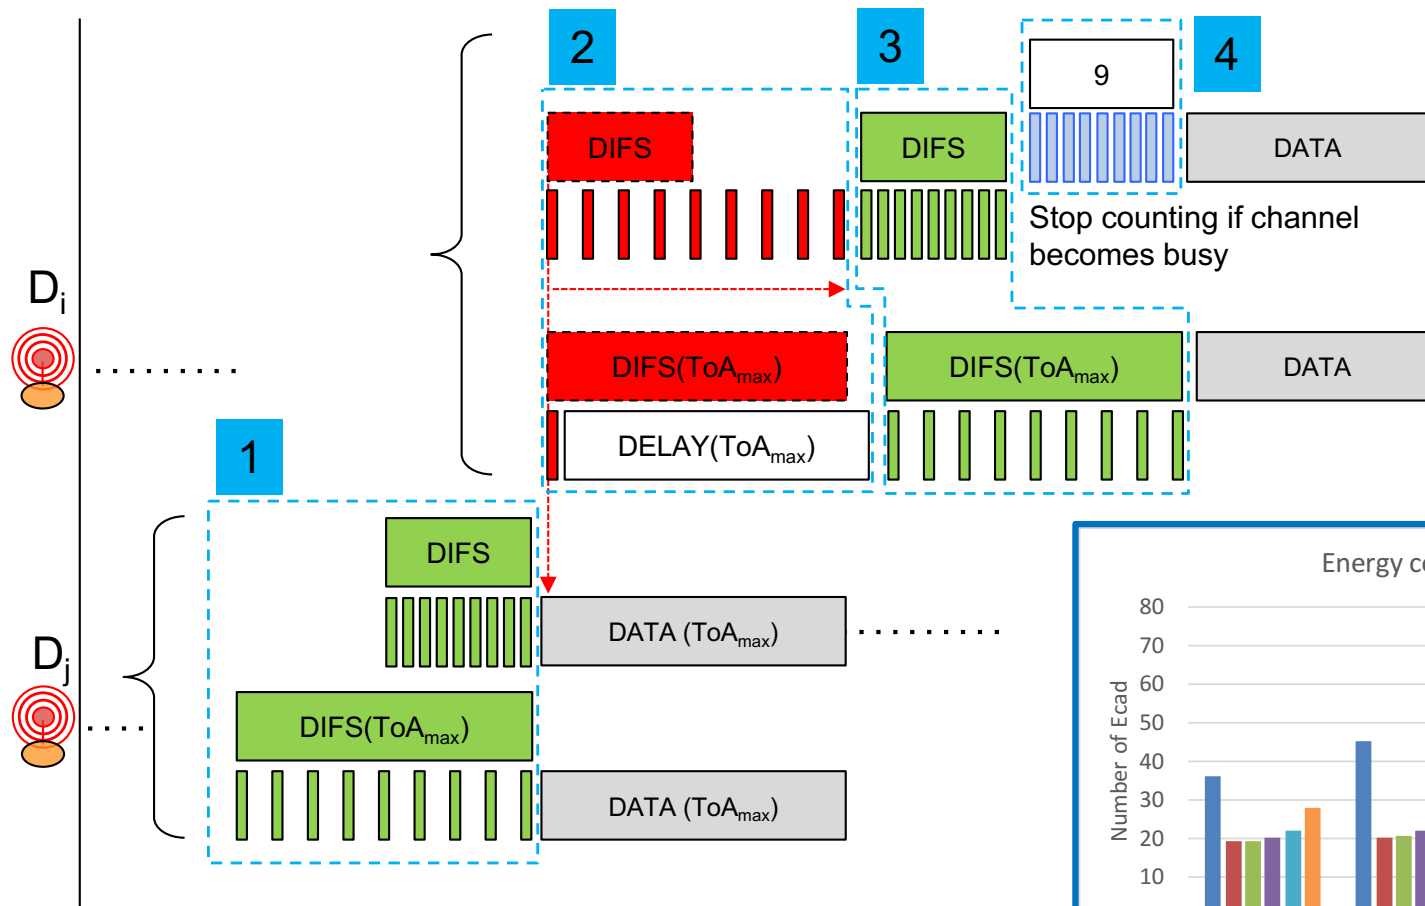 2
3
9
4
DIFS
DIFS
DATA
Stop counting if channel
becomes busy
Di
DIFS(ToAmax)
DIFS(ToAmax)
DATA
DELAY(ToAmax)
1
DIFS
DATA (ToAmax)
Dj
DIFS(ToAmax)
DATA (ToAmax)
Energy
80
70
60
50
40
30
20
10
Number of Ecad